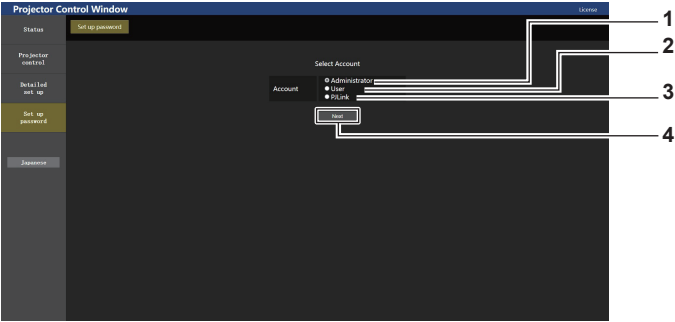 Projector Control Window
License
Status
Set up password
Projector
control
Detailed
set up
Set up
password
Japanese
Select Account
Account
Administrator
User
PJLink
Next
1
2
3
4